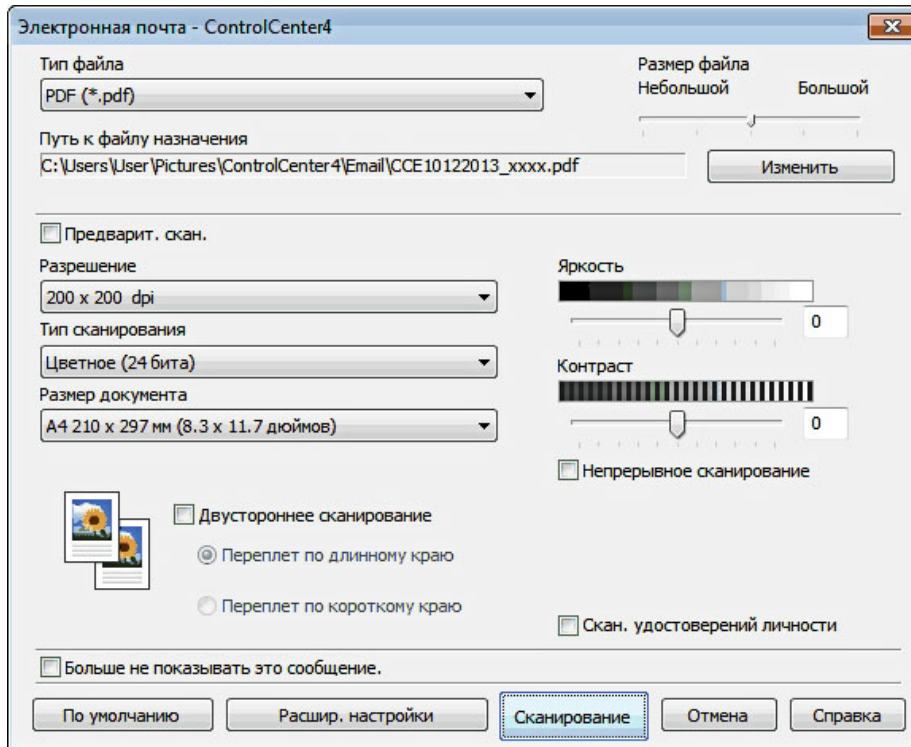 Электронная почта - ControlCenter4
Тип файла
PDF (*.pdf)
Размер файла
Небольшой Большой
Путь к файлу назначения
C:\Users\User\Pictures\ControlCenter4\Email\CCE10122013_xxxx.pdf
Изменить
Предварит. скан.
Разрешение
200 x 200 dpi
Тип сканирования
Цветное (24 бита)
Размер документа
A4 210 x 297 мм (8.3 x 11.7 дюймов)
Яркость
0
Контраст
0
Непрерывное сканирование
Двустороннее сканирование
Переплет по длинному краю
Переплет по короткому краю
Скан. удостоверений личности
Больше не показывать это сообщение.
По умолчанию Расшир. настройки Сканирование Отмена Справка